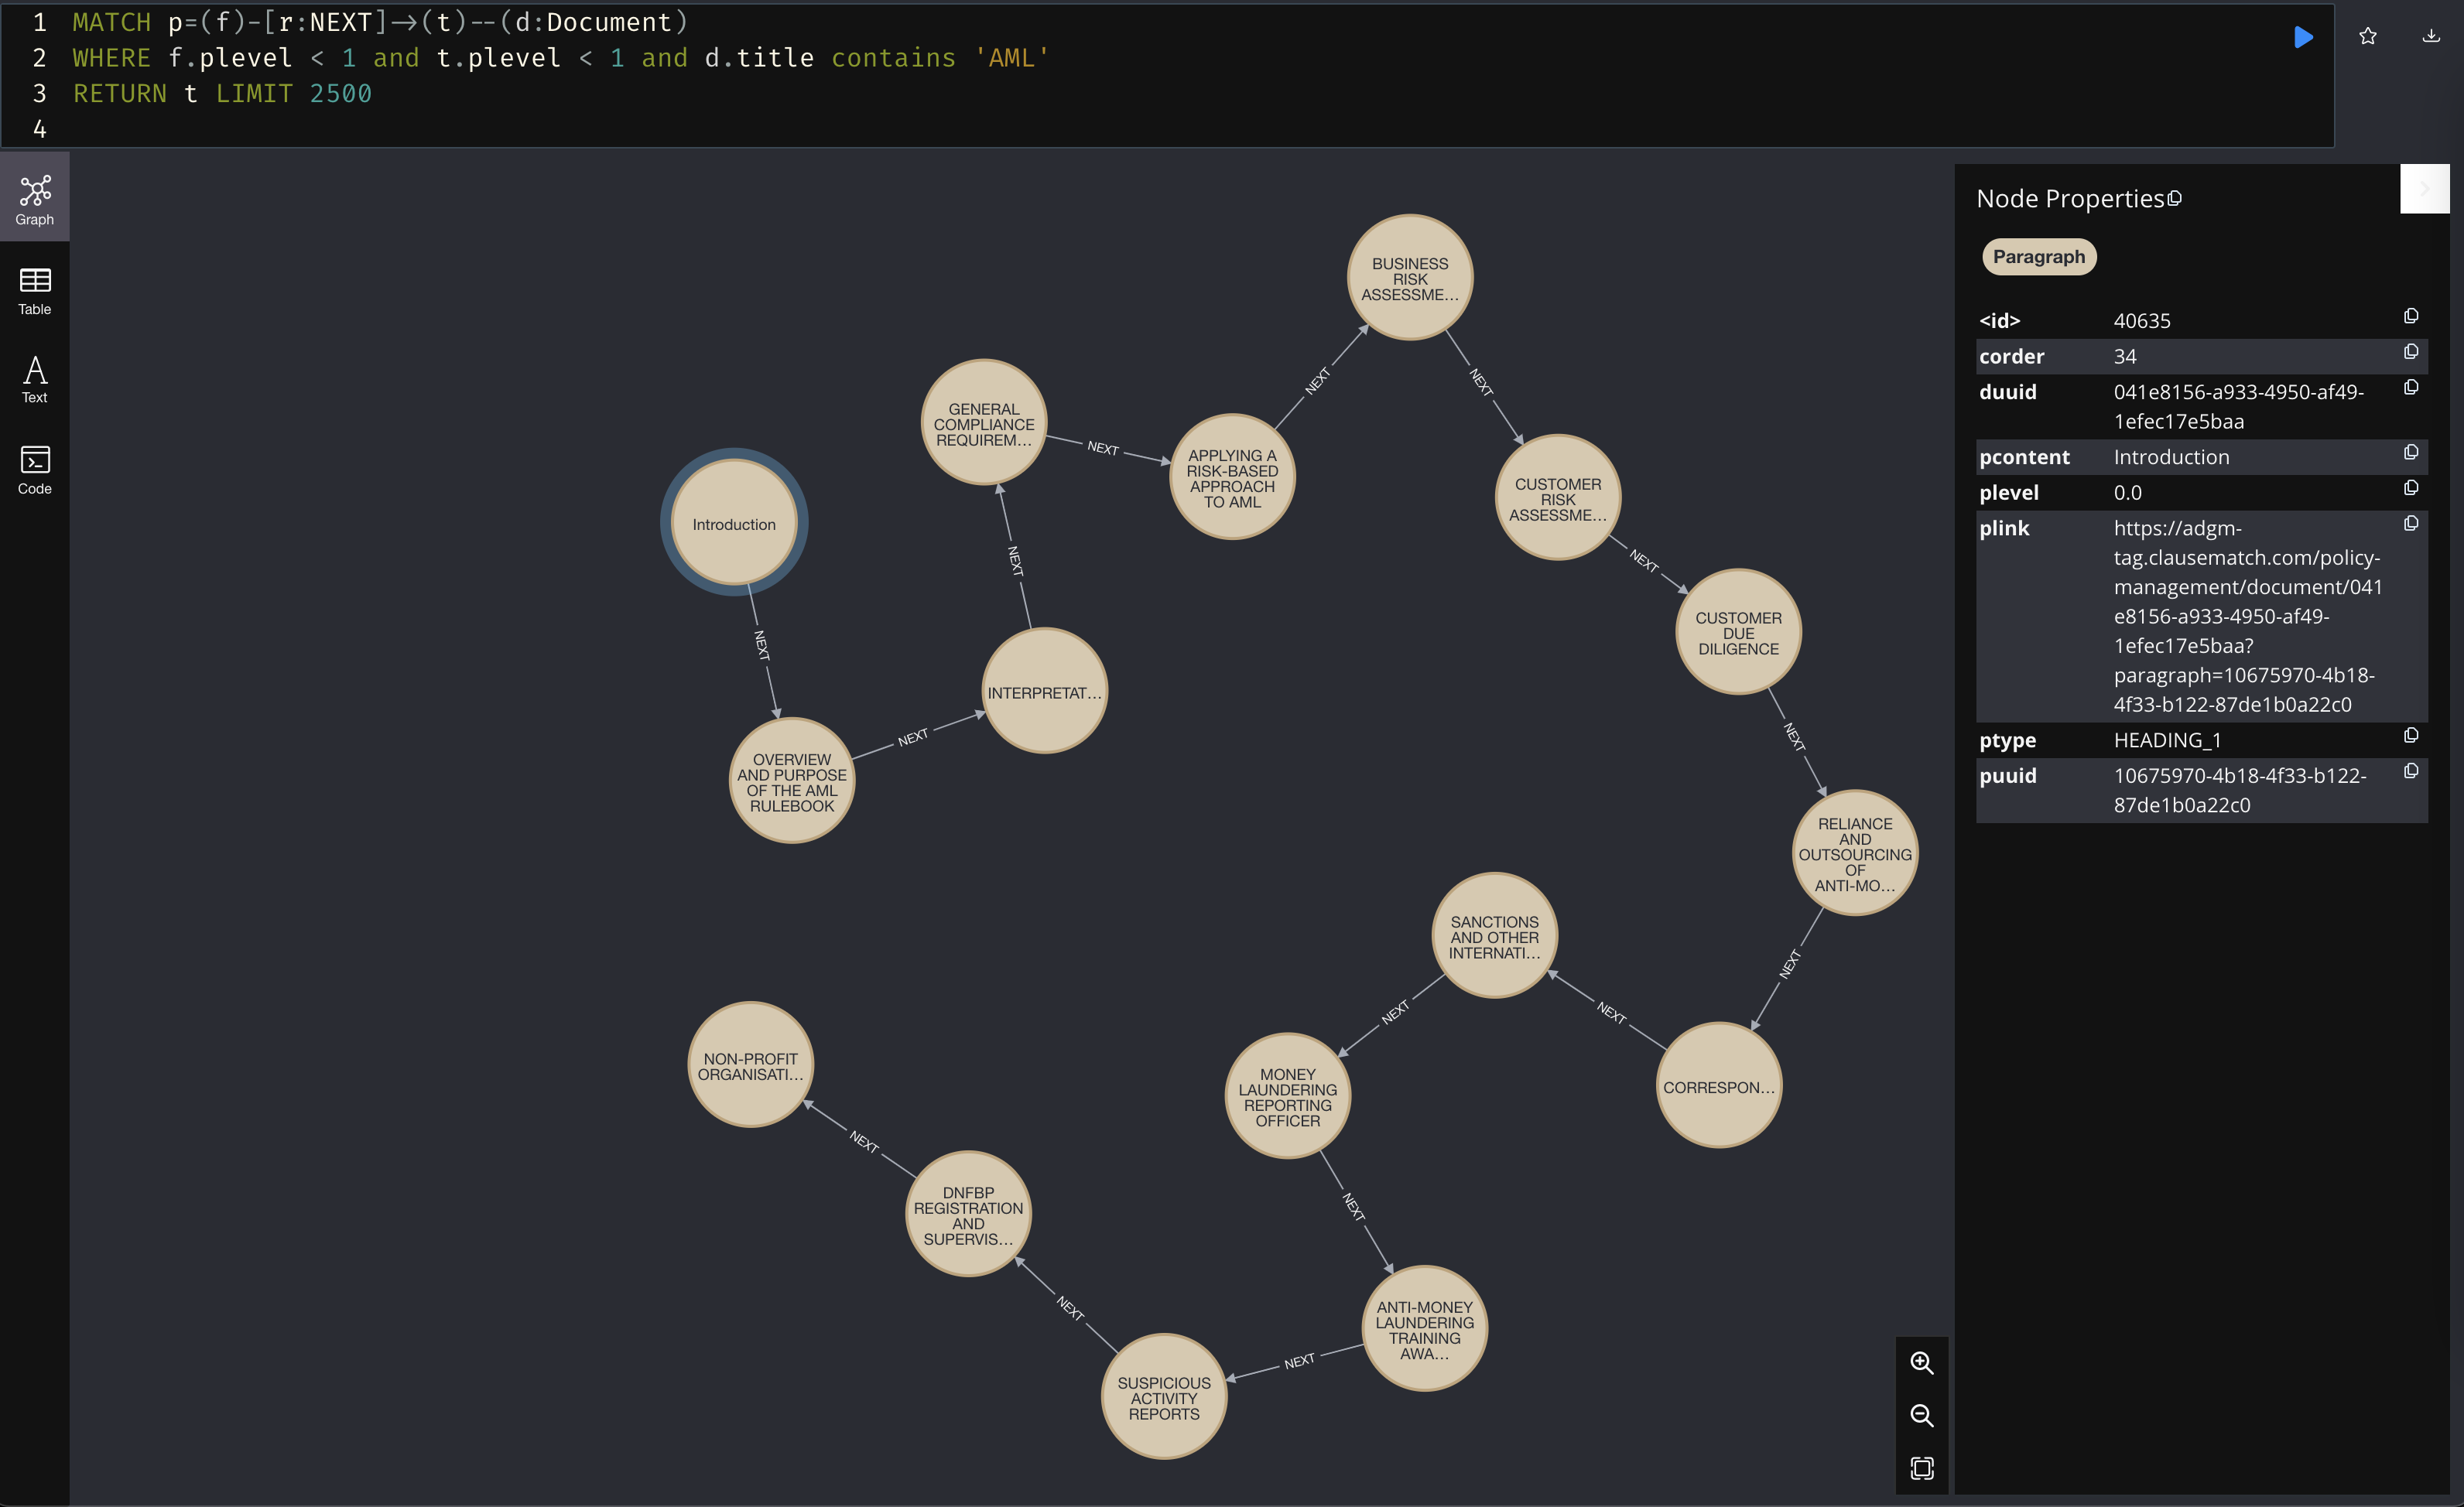 1 MATCH p=(f)-[r:NEXT]->(t)--(d:Document)
2 WHERE f.plevel < 1 and t.plevel < 1 and d.title contains 'AML'
3 RETURN t LIMIT 2500
4
Graph
Table
Text
Code
Introduction
NEXT
OVERVIEW
AND PURPOSE
OF THE AML
RULEBOOK
NEXT
INTERPRETAT...
NEXT
GENERAL
COMPLIANCE
REQUIREM...
NEXT
APPLYING A
RISK-BASED
APPROACH
TO AML
NEXT
BUSINESS
RISK
ASSESSME...
NEXT
CUSTOMER
RISK
ASSESSME...
NEXT
CUSTOMER
DUE
DILIGENCE
NEXT
RELIANCE
AND
OUTSOURCING
OF
ANTI-MO...
NEXT
CORRESPON...
NEXT
SANCTIONS
AND OTHER
INTERNATI...
NEXT
MONEY
LAUNDERING
REPORTING
OFFICER
NEXT
ANTI-MONEY
LAUNDERING
TRAINING
AWA...
NEXT
SUSPICIOUS
ACTIVITY
REPORTS
NEXT
DNFBP
REGISTRATION
AND
SUPERVIS...
NEXT
NON-PROFIT
ORGANISATI...
Node Properties
Paragraph
<id> 40635
corder 34
duuid 041e8156-a933-4950-af49-
1efec17e5baa
pcontent Introduction
plevel 0.0
plink https://adgm-
tag.clausematch.com/policy-
management/document/041
e8156-a933-4950-af49-
1efec17e5baa?
paragraph=10675970-4b18-
4f33-b122-87de1b0a22c0
ptype HEADING_1
puuid 10675970-4b18-4f33-b122-
87de1b0a22c0